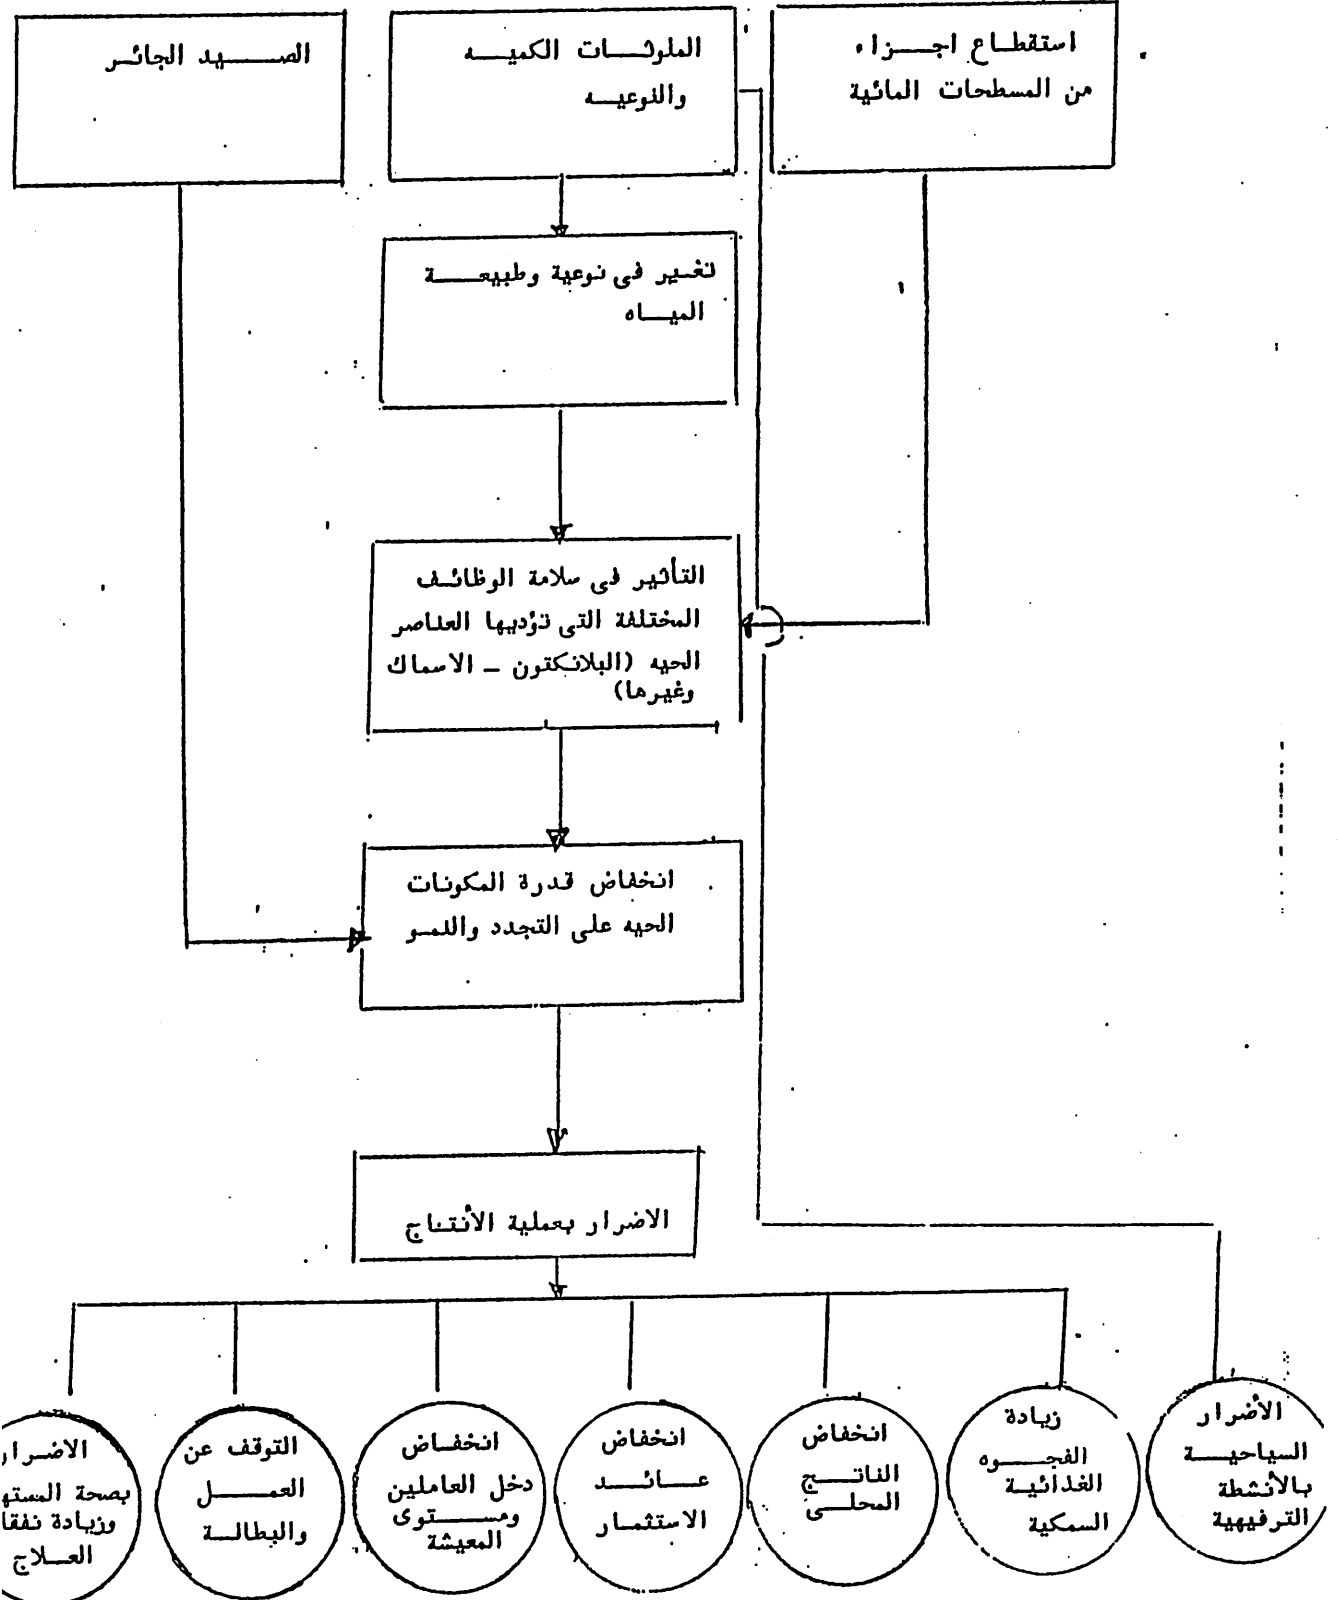 استقطاع اجزاء
من المسطحات المائية
الملوثات الكميه
والنوعيه
الصيد الجائر
تغير فى نوعية وطبيعة
المياه
التأثير فى سلامة الوظائف
المختلفة التى تؤديها العناصر
الحيه (البلانكتون – الاسماك
وغيرها)
انخفاض قدرة المكونات
الحيه على التجدد والنمو
الاضرار بعملية الأنتاج
الأضرار
السياحية
بالأنشطة
الترفيهية
زيادة
الفجوه
الغذائية
السمكية
انخفاض
الناتج
المحلى
انخفاض
عائد
الاستثمار
انخفاض
دخل العاملين
ومستوى
المعيشة
التوقف عن
العمل
والبطالة
الاضرار
بصحة
وزيادة
العلاج